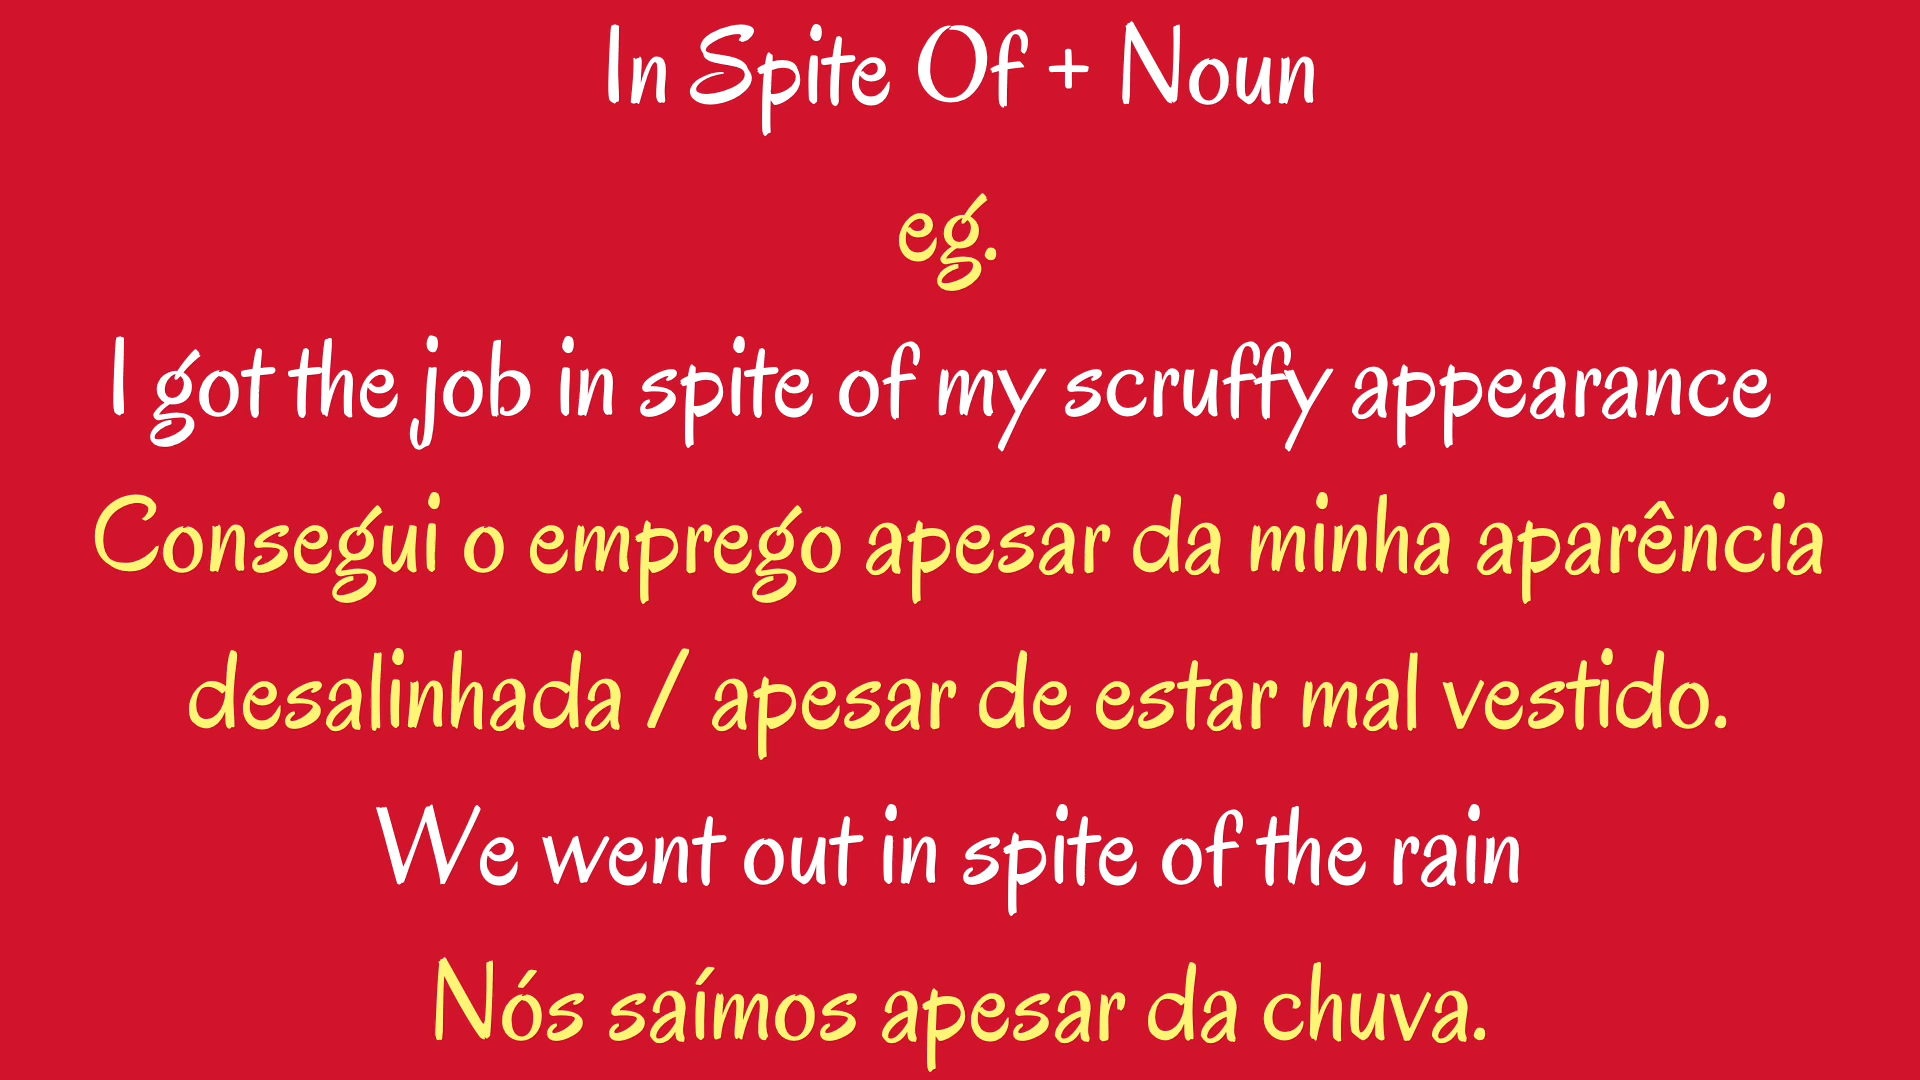 In Spite Of + Noun
eg.
I got the job in spite of my scruffy appearance
Consegui o emprego apesar da minha aparência
desalinhada / apesar de estar mal vestido.
We went out in spite of the rain
Nós saímos apesar da chuva.